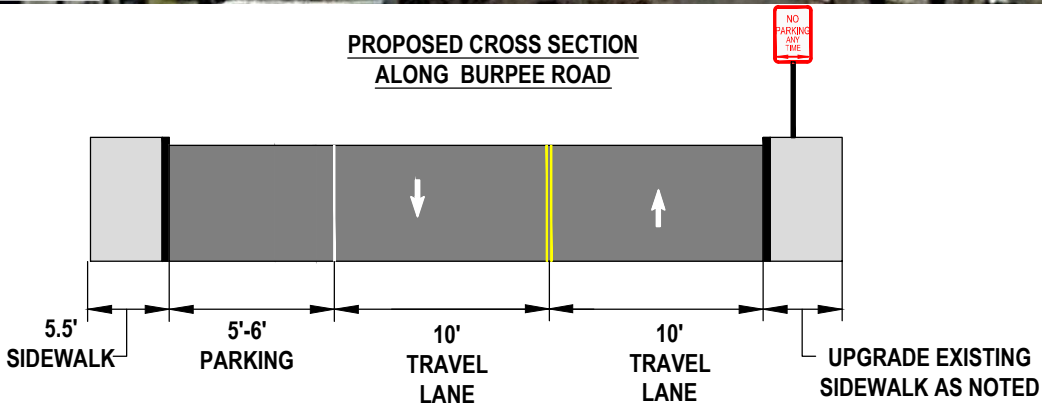 PROPOSED CROSS SECTION
ALONG BURPEE ROAD
NO
PARKING
ANY
TIME
5.5'
SIDEWALK
5'-6'
PARKING
10'
TRAVEL
LANE
10'
TRAVEL
LANE
UPGRADE EXISTING
SIDEWALK AS NOTED